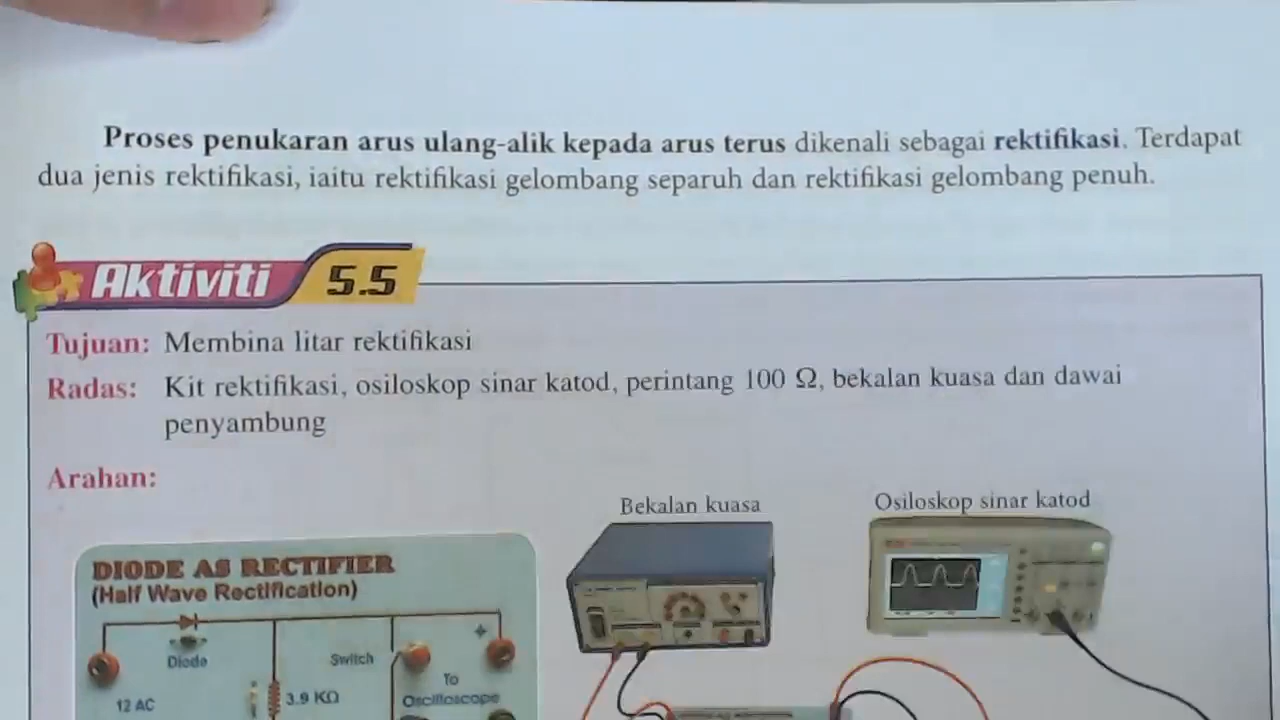 Proses penukaran arus ulang-alik kepada arus terus dikenali sebagai rektifikasi. Terdapat
dua jenis rektifikasi, iaitu rektifikasi gelombang separuh dan rektifikasi gelombang penuh.
Aktiviti 5.5
Tujuan: Membina litar rektifikasi
Radas: Kit rektifikasi, osiloskop sinar katod, perintang 100 Ω, bekalan kuasa dan dawai
penyambung
Arahan:
Bekalan kuasa
Osiloskop sinar katod
DIODE AS RECTIFIER
(Half Wave Rectification)
Diode
Switch
+
To
Oscilloscope
12 AC
3.9 KΩ